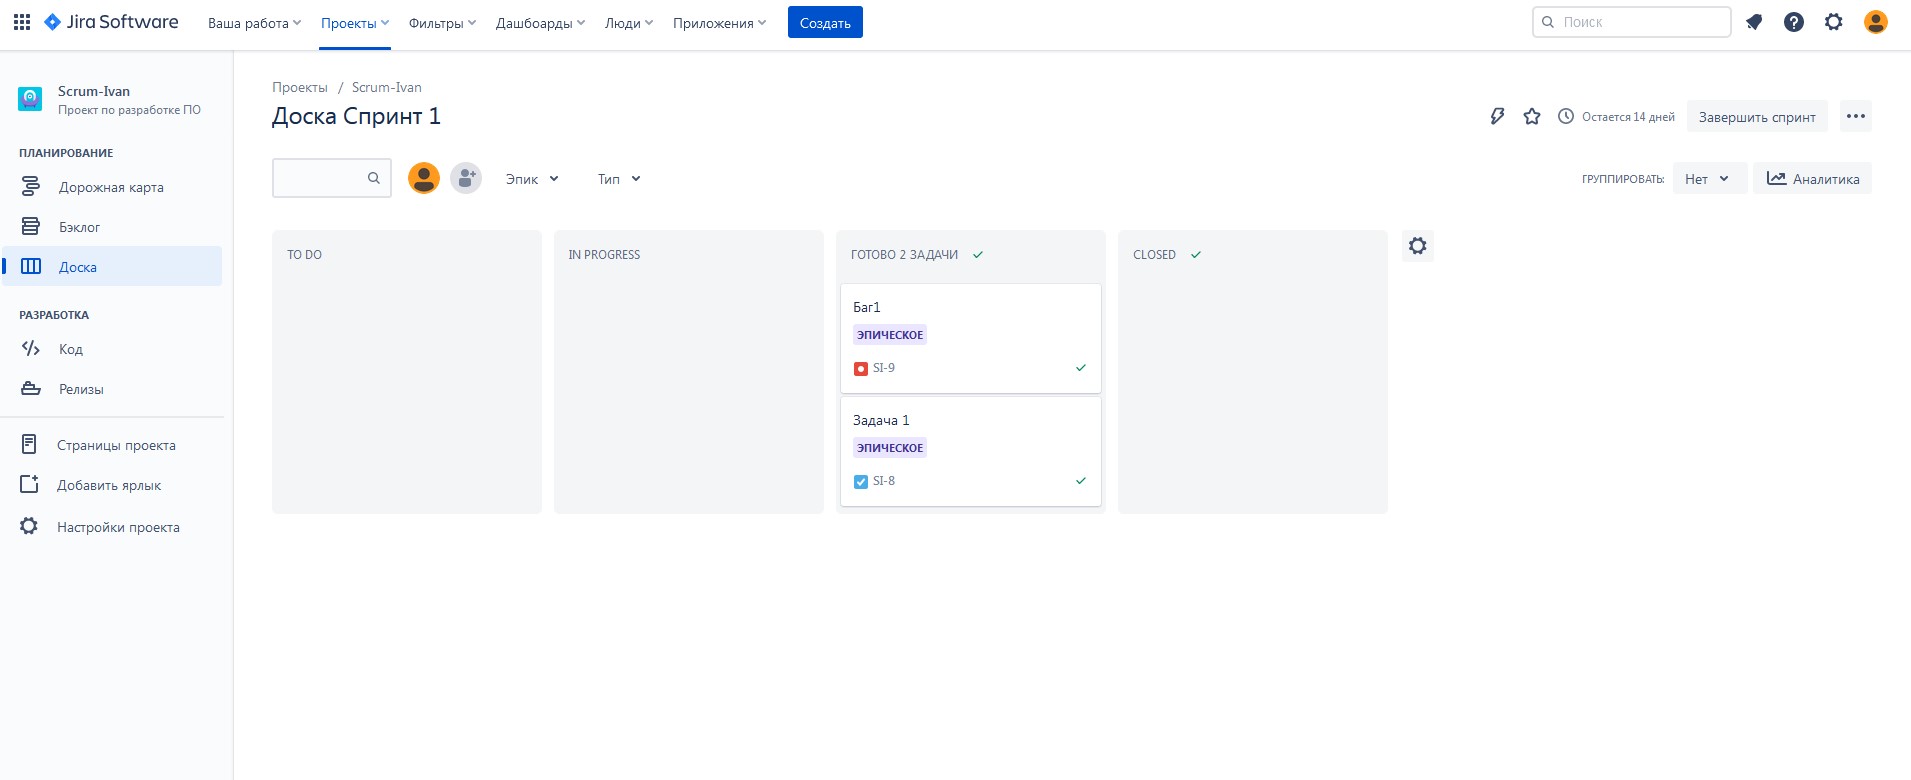 Jira Software Ваша работа Проекты Фильтры Дашбоарды Люди Приложения Создать Поиск
Scrum-Ivan
Проект по разработке ПО
ПЛАНИРОВАНИЕ
Дорожная карта
Бэклог
Доска
РАЗРАБОТКА
Код
Релизы
Страницы проекта
Добавить ярлык
Настройки проекта
Проекты / Scrum-Ivan
Доска Спринт 1
Остается 14 дней Завершить спринт
Эпик Тип ГРУППИРОВАТЬ: Нет Аналитика
TO DO IN PROGRESS ГОТОВО 2 ЗАДАЧИ CLOSED
Баг1
ЭПИЧЕСКОЕ
SI-9
Задача 1
ЭПИЧЕСКОЕ
SI-8